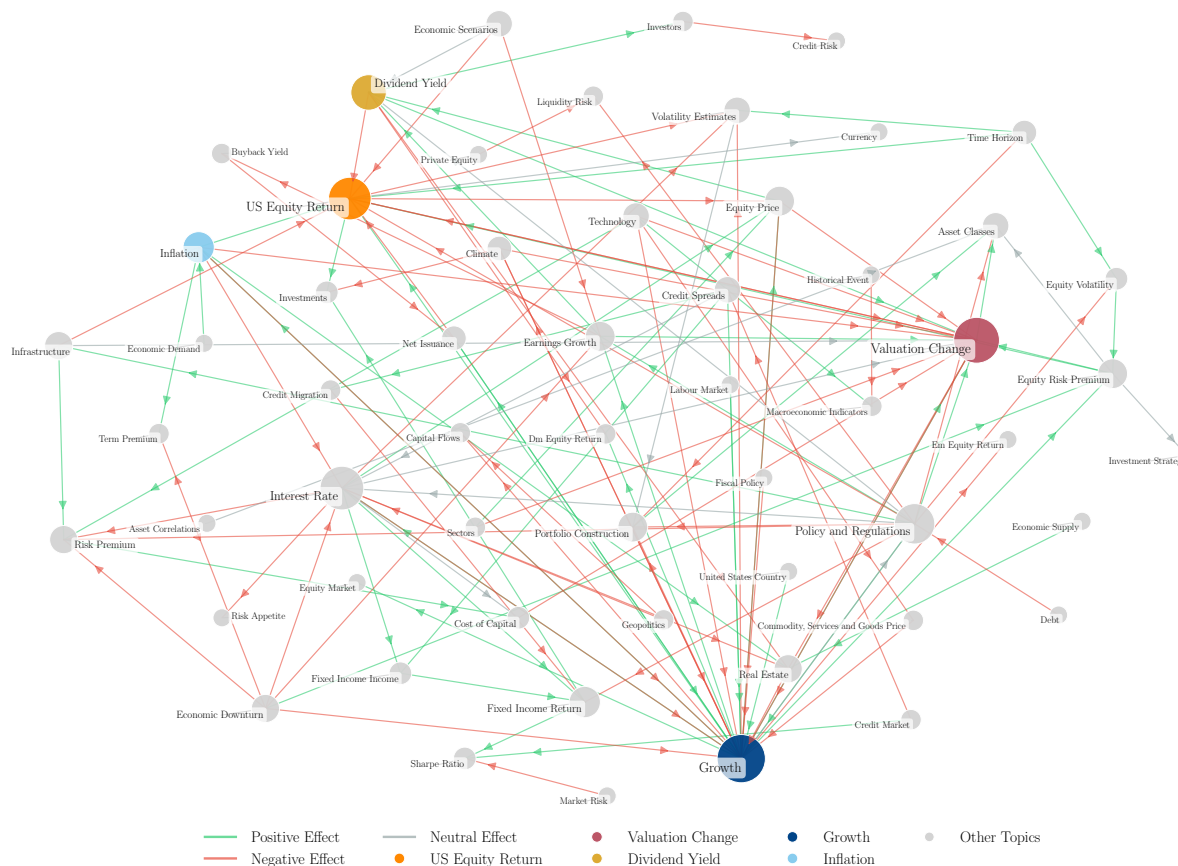 Economic Scenarios
Investors
Credit Risk
Dividend Yield
Liquidity Risk
Volatility Estimates
Currency
Time Horizon
Buyback Yield
Private Equity
US Equity Return
Equity Price
Technology
Asset Classes
Inflation
Climate
Historical Event
Equity Volatility
Investments
Credit Spreads
Infrastructure
Economic Demand
Net Issuance
Earnings Growth
Valuation Change
Equity Risk Premium
Credit Migration
Labour Market
Macroeconomic Indicators
Term Premium
Capital Flows
Dm Equity Return
Em Equity Return
Investment Strateg
Fiscal Policy
Interest Rate
Asset Correlations
Sectors
Portfolio Construction
Policy and Regulations
Economic Supply
Risk Premium
United States Country
Equity Market
Risk Appetite
Cost of Capital
Geopolitics
Commodity, Services and Goods Price
Debt
Fixed Income Income
Real Estate
Economic Downturn
Fixed Income Return
Credit Market
Sharpe Ratio
Growth
Market Risk
Positive Effect
Neutral Effect
Valuation Change
Growth
Other Topics
Negative Effect
US Equity Return
Dividend Yield
Inflation